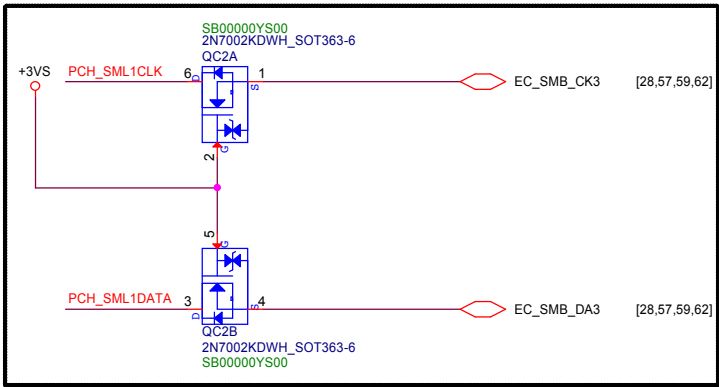 SB00000YS00
2N7002KDWH_SOT363-6
QC2A
+3VS
PCH_SML1CLK
6
D
1
S
EC_SMB_CK3
[28,57,59,62]
2
G
5
G
PCH_SML1DATA
3
D
4
S
EC_SMB_DA3
[28,57,59,62]
QC2B
2N7002KDWH_SOT363-6
SB00000YS00